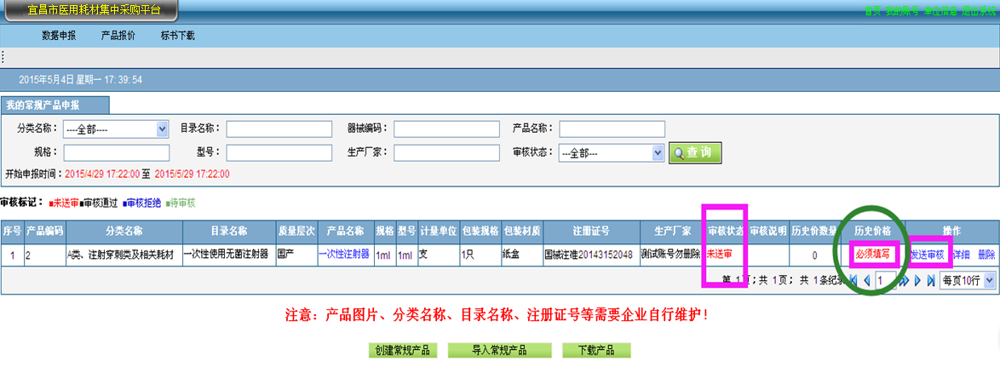 宜昌市医用耗材集中采购平台
首页 我的账号 单位信息 退出系统
数据申报 产品报价 标书下载
2015年5月4日 星期一 17:39:54
我的常规产品申报
分类名称： ----全部---- 目录名称： 器械编码： 产品名称：
规格： 型号： 生产厂家： 审核状态： ---全部--- 查询
开始申报时间：2015/4/29 17:22:00 至 2015/5/29 17:22:00
审核标记： ■未送审■审核通过 ■审核拒绝 ■待审核
序号 产品编码 分类名称 目录名称 质量层次 产品名称 规格 型号 计量单位 包装规格 包装材质 注册证号 生产厂家 审核状态 审核说明 历史价数量 历史价格 操作
1 2 A类、注射穿刺类及相关耗材 一次性使用无菌注射器 国产 一次性注射器 1ml 1ml 支 1只 纸盒 国械注准20143152048 测试账号勿删除 未送审 0 必须填写 发送审核 详细 删除
第 1页；共 1页； 共 1条纪录 1 每页10行
注意：产品图片、分类名称、目录名称、注册证号等需要企业自行维护！
创建常规产品 导入常规产品 下载产品